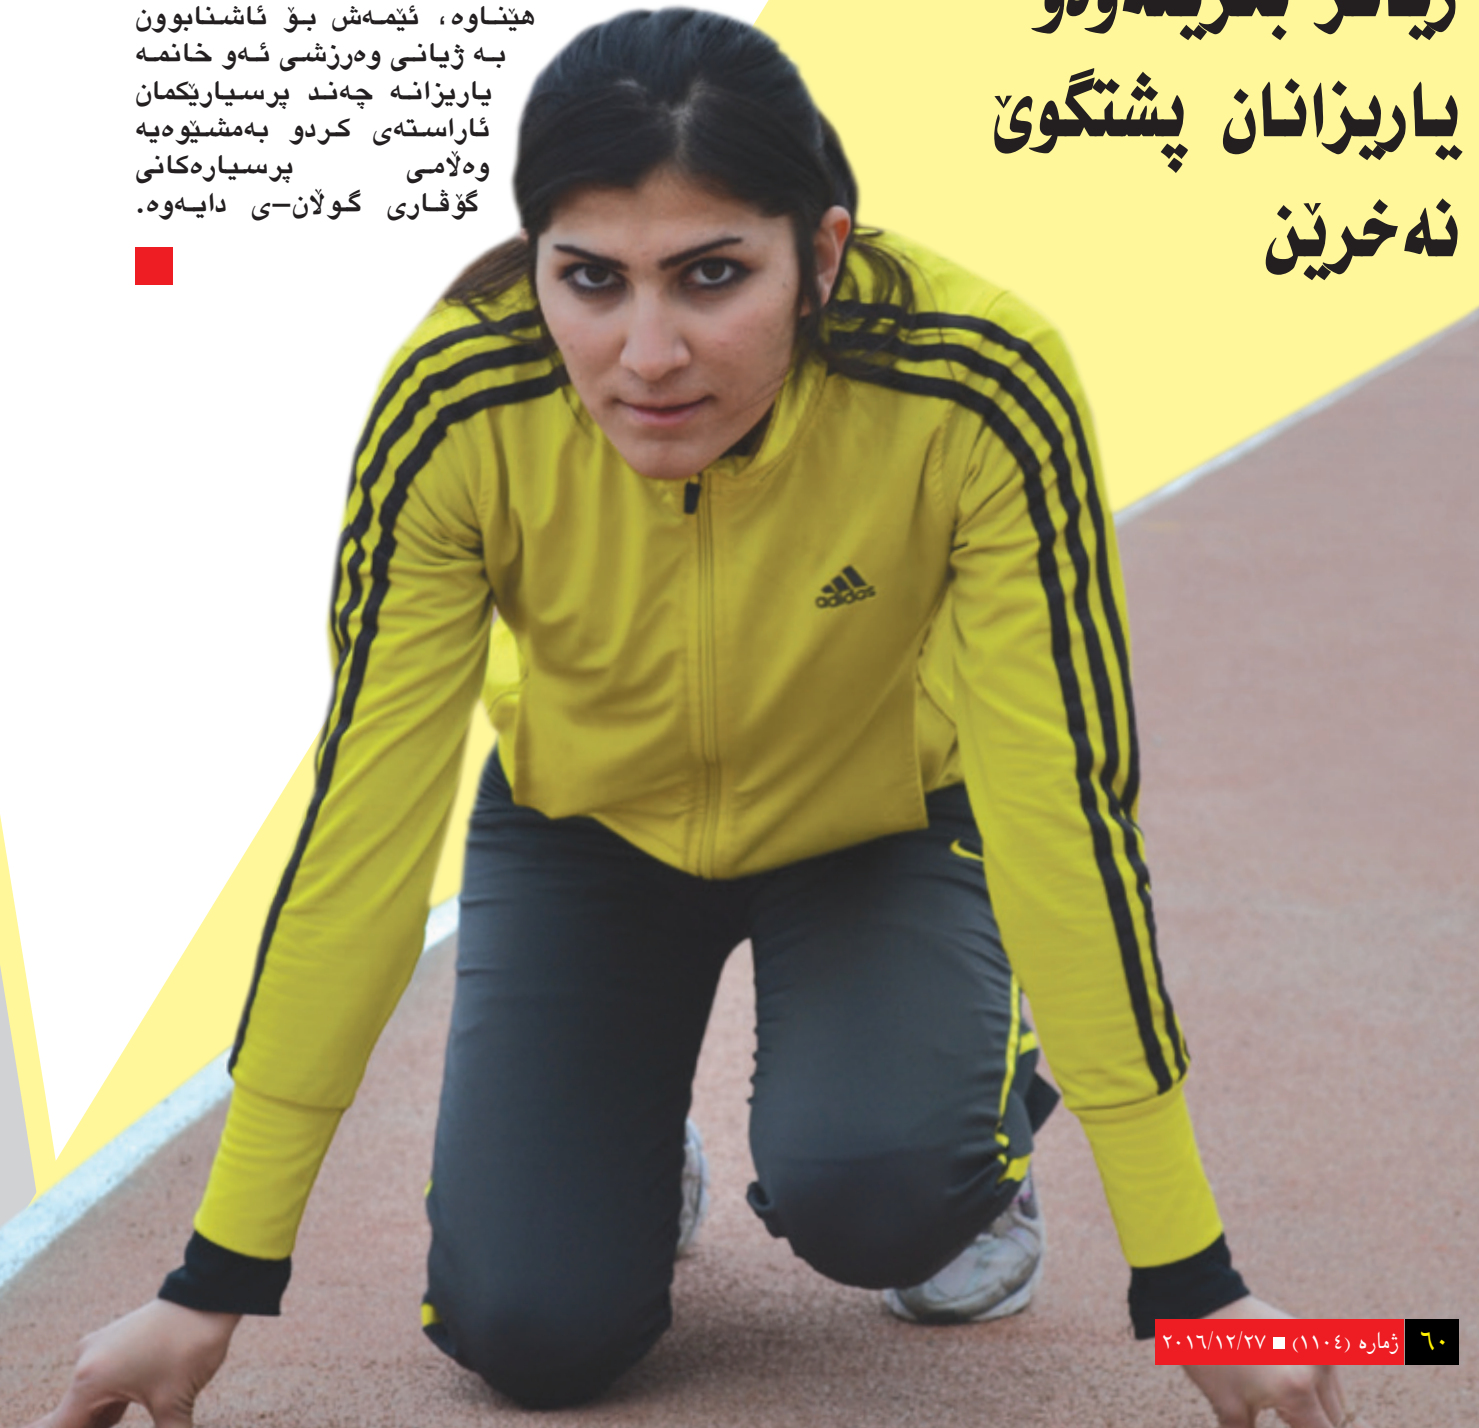 یاریزانان پشتگوێ
نەخرێن
هێناوە، ئێمەش بۆ ئاشنابوون
بە ژیانی وەرزشی ئەو خانمە
یاریزانە چەند پرسیارێکمان
ئاراستەی کردو بەمشێوەیە
وەڵامی پرسیارەکانی
گۆڤاری گوڵان-ی دایەوە.
adidas
٦٠ ژمارە (١١٠٤) ■ ٢٠١٦/١٢/٢٧